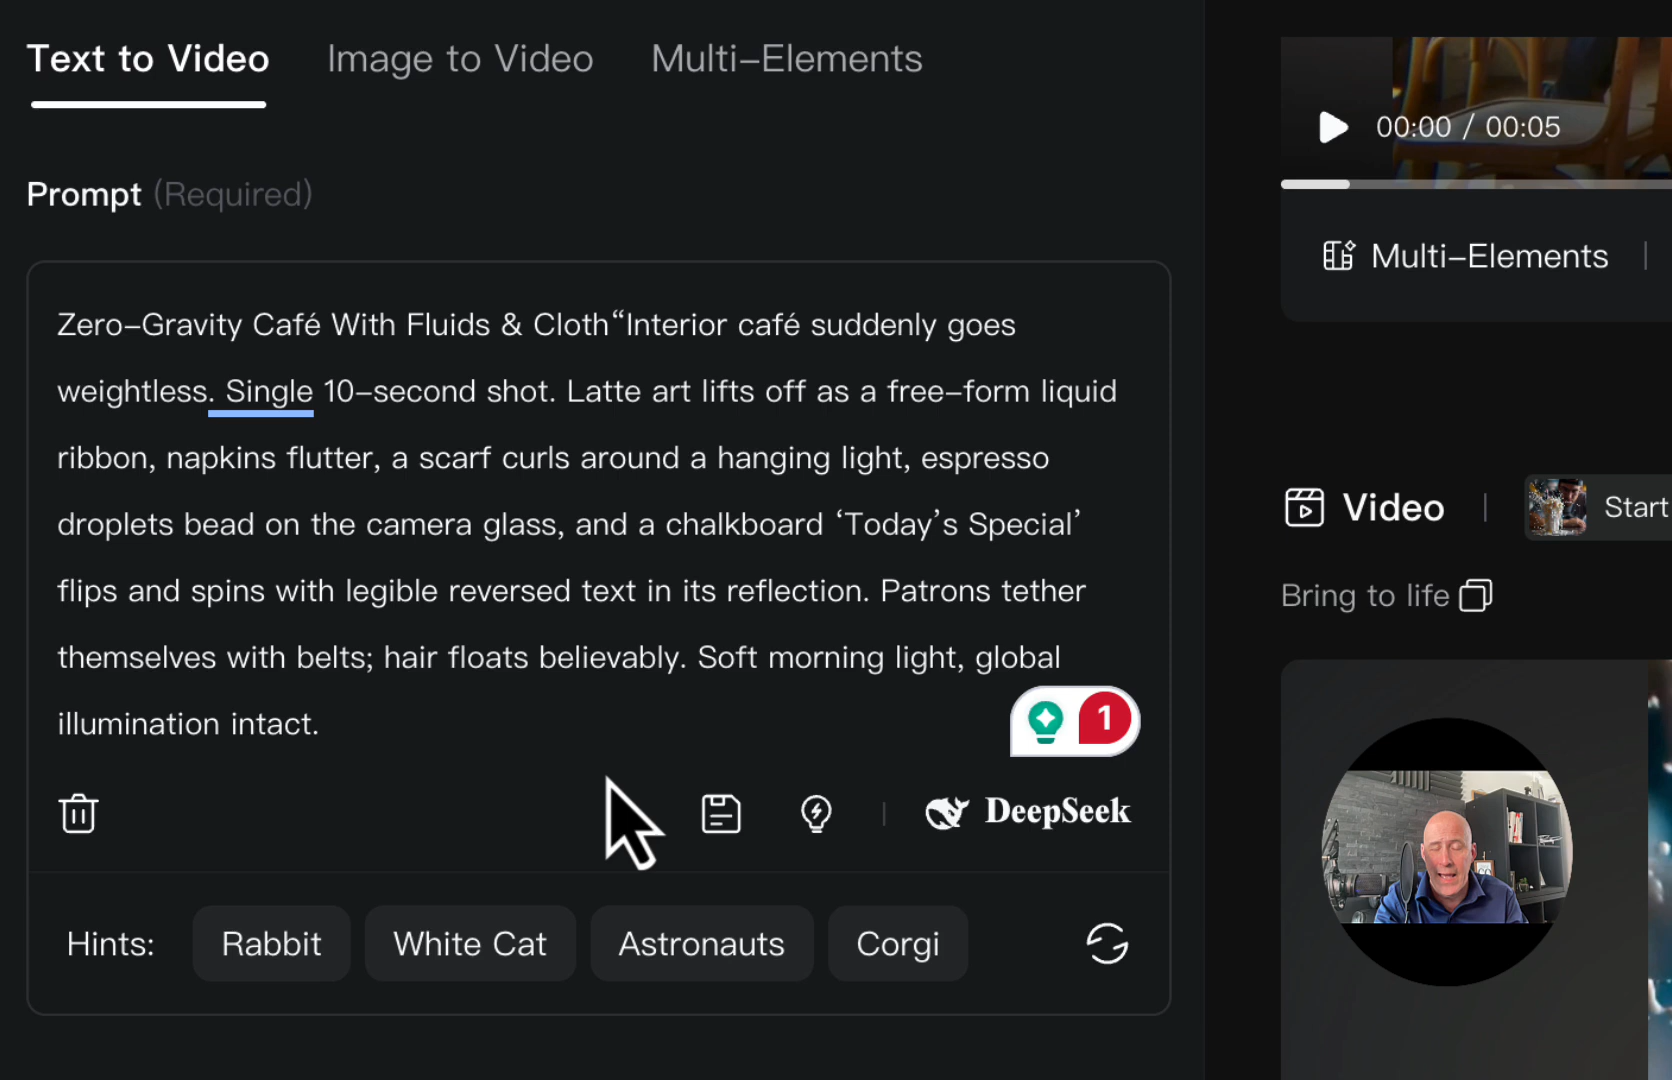 Text to Video
Image to Video
Multi-Elements
Prompt (Required)
Zero-Gravity Café With Fluids & Cloth“Interior café suddenly goes
weightless. Single 10-second shot. Latte art lifts off as a free-form liquid
ribbon, napkins flutter, a scarf curls around a hanging light, espresso
droplets bead on the camera glass, and a chalkboard ‘Today’s Special’
flips and spins with legible reversed text in its reflection. Patrons tether
themselves with belts; hair floats believably. Soft morning light, global
illumination intact.
1
DeepSeek
Hints:
Rabbit
White Cat
Astronauts
Corgi
00:00 / 00:05
Multi-Elements
Video
Start
Bring to life